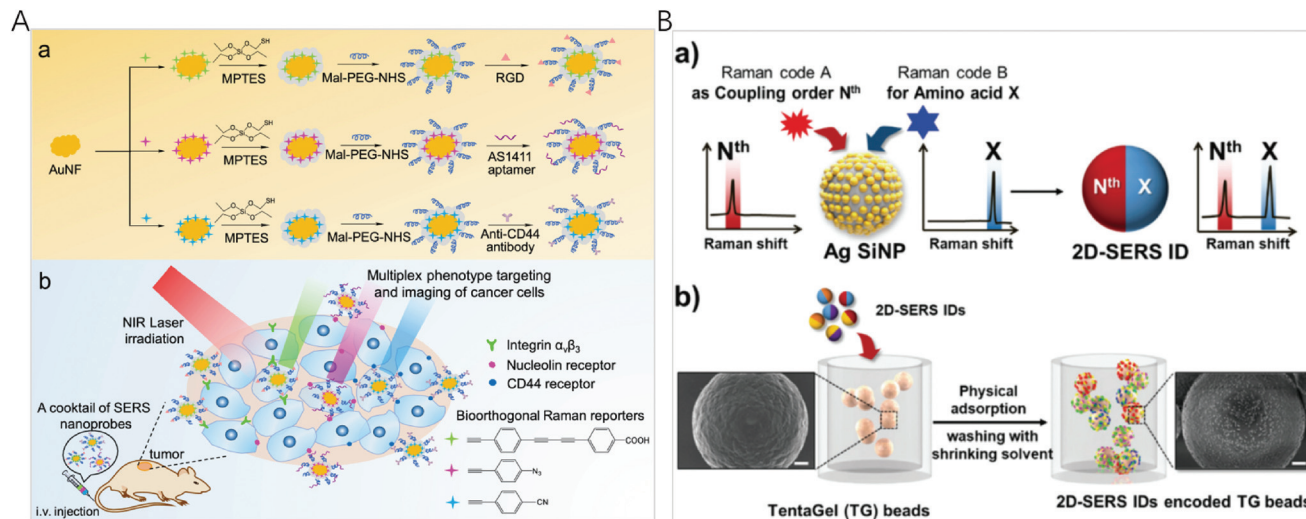 A
a
AuNF
SH
MPTES
Mal-PEG-NHS
RGD
SH
MPTES
Mal-PEG-NHS
AS1411
aptamer
SH
MPTES
Mal-PEG-NHS
Anti-CD44
antibody
b
NIR Laser
irradiation
Multiplex phenotype targeting
and imaging of cancer cells
Integrin αvβ3
Nucleolin receptor
CD44 receptor
Bioorthogonal Raman reporters
COOH
N3
CN
A cooktail of SERS
nanoprobes
tumor
i.v. injection
B
a)
Raman code A
as Coupling order Nth
Raman code B
for Amino acid X
Nth
Raman shift
Ag SiNP
X
Raman shift
Nth X
2D-SERS ID
Nth X
Raman shift
b)
2D-SERS IDs
TentaGel (TG) beads
Physical
adsorption
washing with
shrinking solvent
2D-SERS IDs encoded TG beads